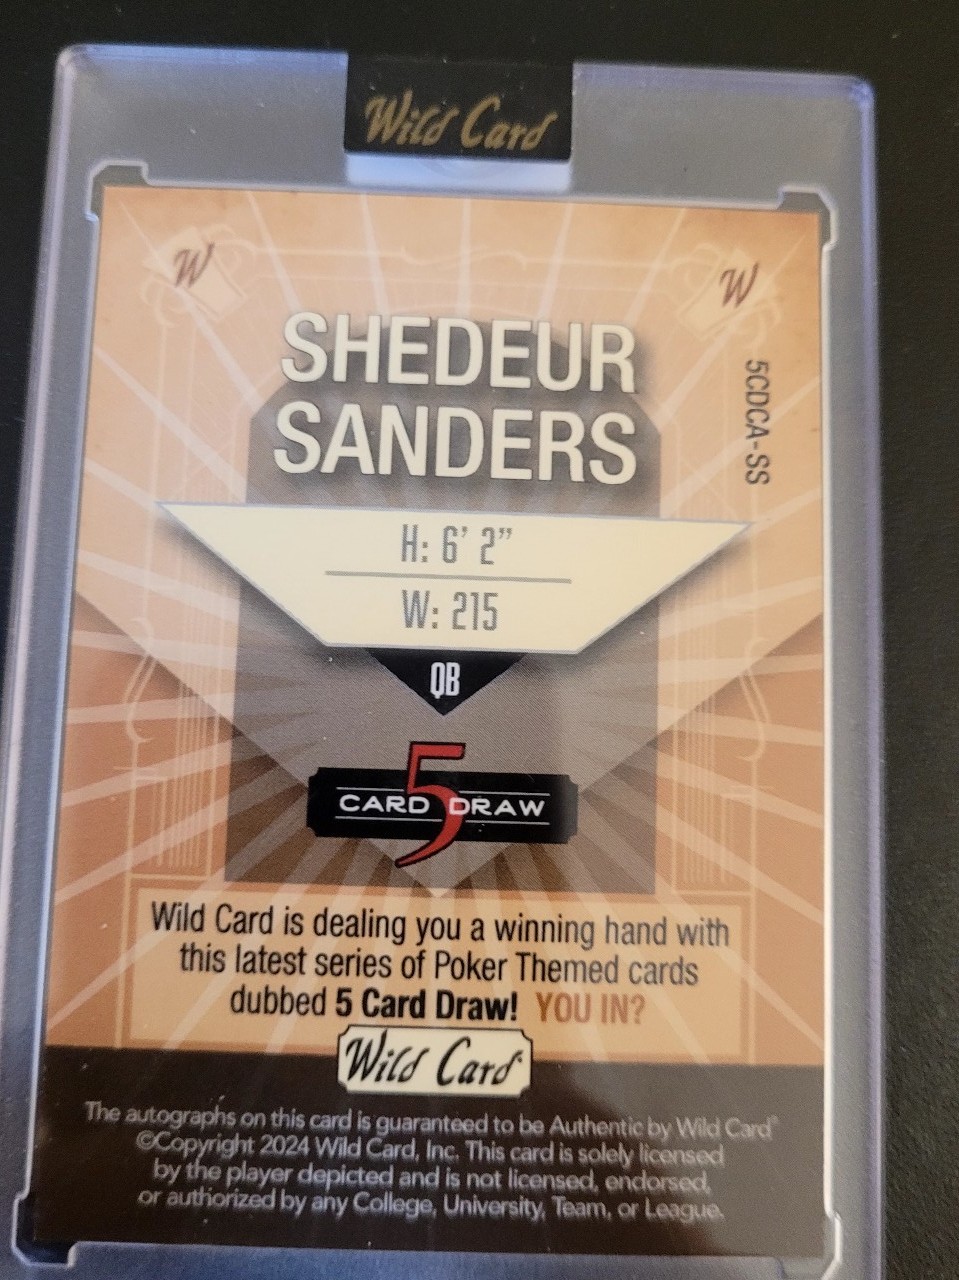 Wild Card
W
W
SHEDEUR
SANDERS
5CDCA-SS
H: 6' 2"
W: 215
QB
5
CARD DRAW
Wild Card is dealing you a winning hand with
this latest series of Poker Themed cards
dubbed 5 Card Draw! YOU IN?
Wild Card
The autographs on this card is guaranteed to be Authentic by Wild Card®
©Copyright 2024 Wild Card, Inc. This card is solely licensed
by the player depicted and is not licensed, endorsed,
or authorized by any College, University, Team, or League.